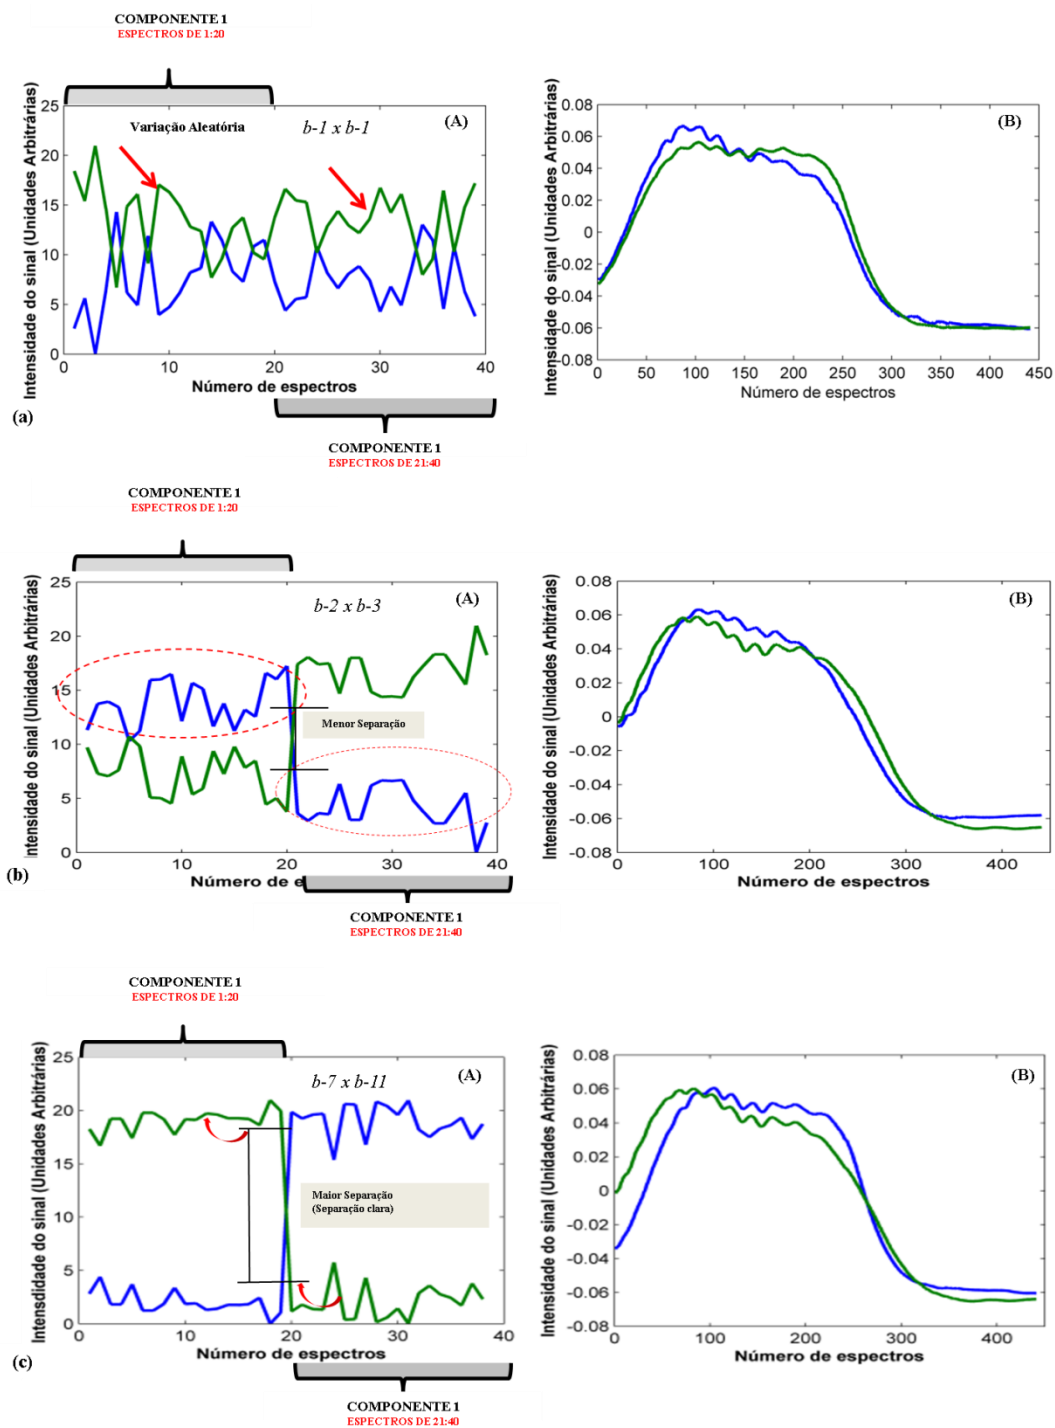 COMPONENTE 1
ESPECTROS DE 1:20
Intensidade do sinal (Unidades Arbitrárias)
25
20
15
10
5
0
Variação Aleatória
b-1 x b-1
(A)
0 10 20 30 40
Número de espectros
(a)
COMPONENTE 1
ESPECTROS DE 21:40
Intensidade do sinal (Unidades Arbitrárias)
0.08
0.06
0.04
0.02
0
-0.02
-0.04
-0.06
-0.08
(B)
0 50 100 150 200 250 300 350 400 450
Número de espectros
COMPONENTE 1
ESPECTROS DE 1:20
Intensidade do sinal (Unidades Arbitrárias)
25
20
15
10
5
0
b-2 x b-3
(A)
Menor Separação
0 10 20 30 40
Número de e
(b)
COMPONENTE 1
ESPECTROS DE 21:40
Intensidade do sinal (Unidades Arbitrárias)
0.08
0.06
0.04
0.02
0
-0.02
-0.04
-0.06
-0.08
(B)
0 100 200 300 400
Número de espectros
COMPONENTE 1
ESPECTROS DE 1:20
Intensdidade do sinal (Unidades Arbitrárias)
25
20
15
10
5
0
b-7 x b-11
(A)
Maior Separação
(Separação clara)
0 10 20 30 40
Número de espectros
(c)
COMPONENTE 1
ESPECTROS DE 21:40
Intensidade do sinal (Unidades Arbitrárias)
0.08
0.06
0.04
0.02
0
-0.02
-0.04
-0.06
-0.08
(B)
0 100 200 300 400
Número de espectros